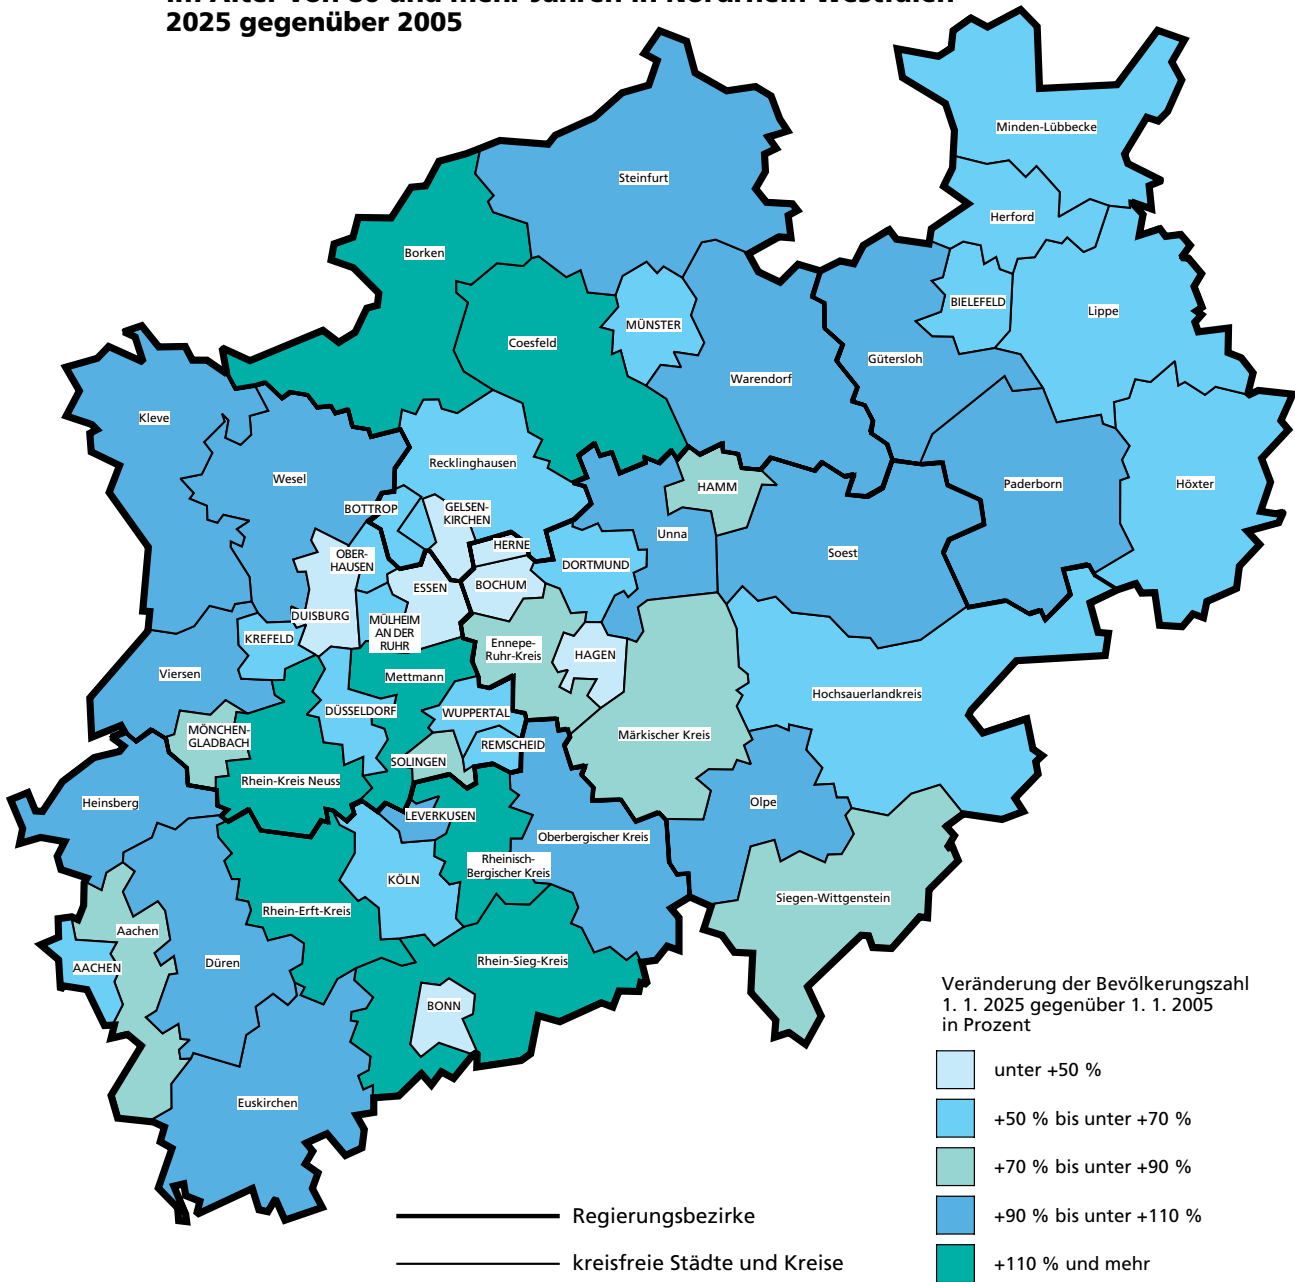 2025 gegenüber 2005
Minden-Lübbecke
Steinfurt
Herford
Borken
BIELEFELD
Lippe
MÜNSTER
Coesfeld
Gütersloh
Warendorf
Kleve
Recklinghausen
Wesel
HAMM
Paderborn
Höxter
BOTTROP
GELSEN-
KIRCHEN
Unna
HERNE
Soest
OBER-
HAUSEN
DORTMUND
ESSEN
BOCHUM
DUISBURG
MÜLHEIM
AN DER
RUHR
KREFELD
Ennepe-
Ruhr-Kreis
HAGEN
Viersen
Mettmann
Hochsauerlandkreis
DÜSSELDORF
WUPPERTAL
MÖNCHEN-
GLADBACH
Märkischer Kreis
REMSCHEID
SOLINGEN
Rhein-Kreis Neuss
Heinsberg
Olpe
LEVERKUSEN
Oberbergischer Kreis
Rheinisch-
Bergischer Kreis
KÖLN
Siegen-Wittgenstein
Rhein-Erft-Kreis
Aachen
AACHEN
Düren
Rhein-Sieg-Kreis
BONN
Euskirchen
Veränderung der Bevölkerungszahl
1. 1. 2025 gegenüber 1. 1. 2005
in Prozent
unter +50 %
+50 % bis unter +70 %
+70 % bis unter +90 %
+90 % bis unter +110 %
+110 % und mehr
Regierungsbezirke
kreisfreie Städte und Kreise